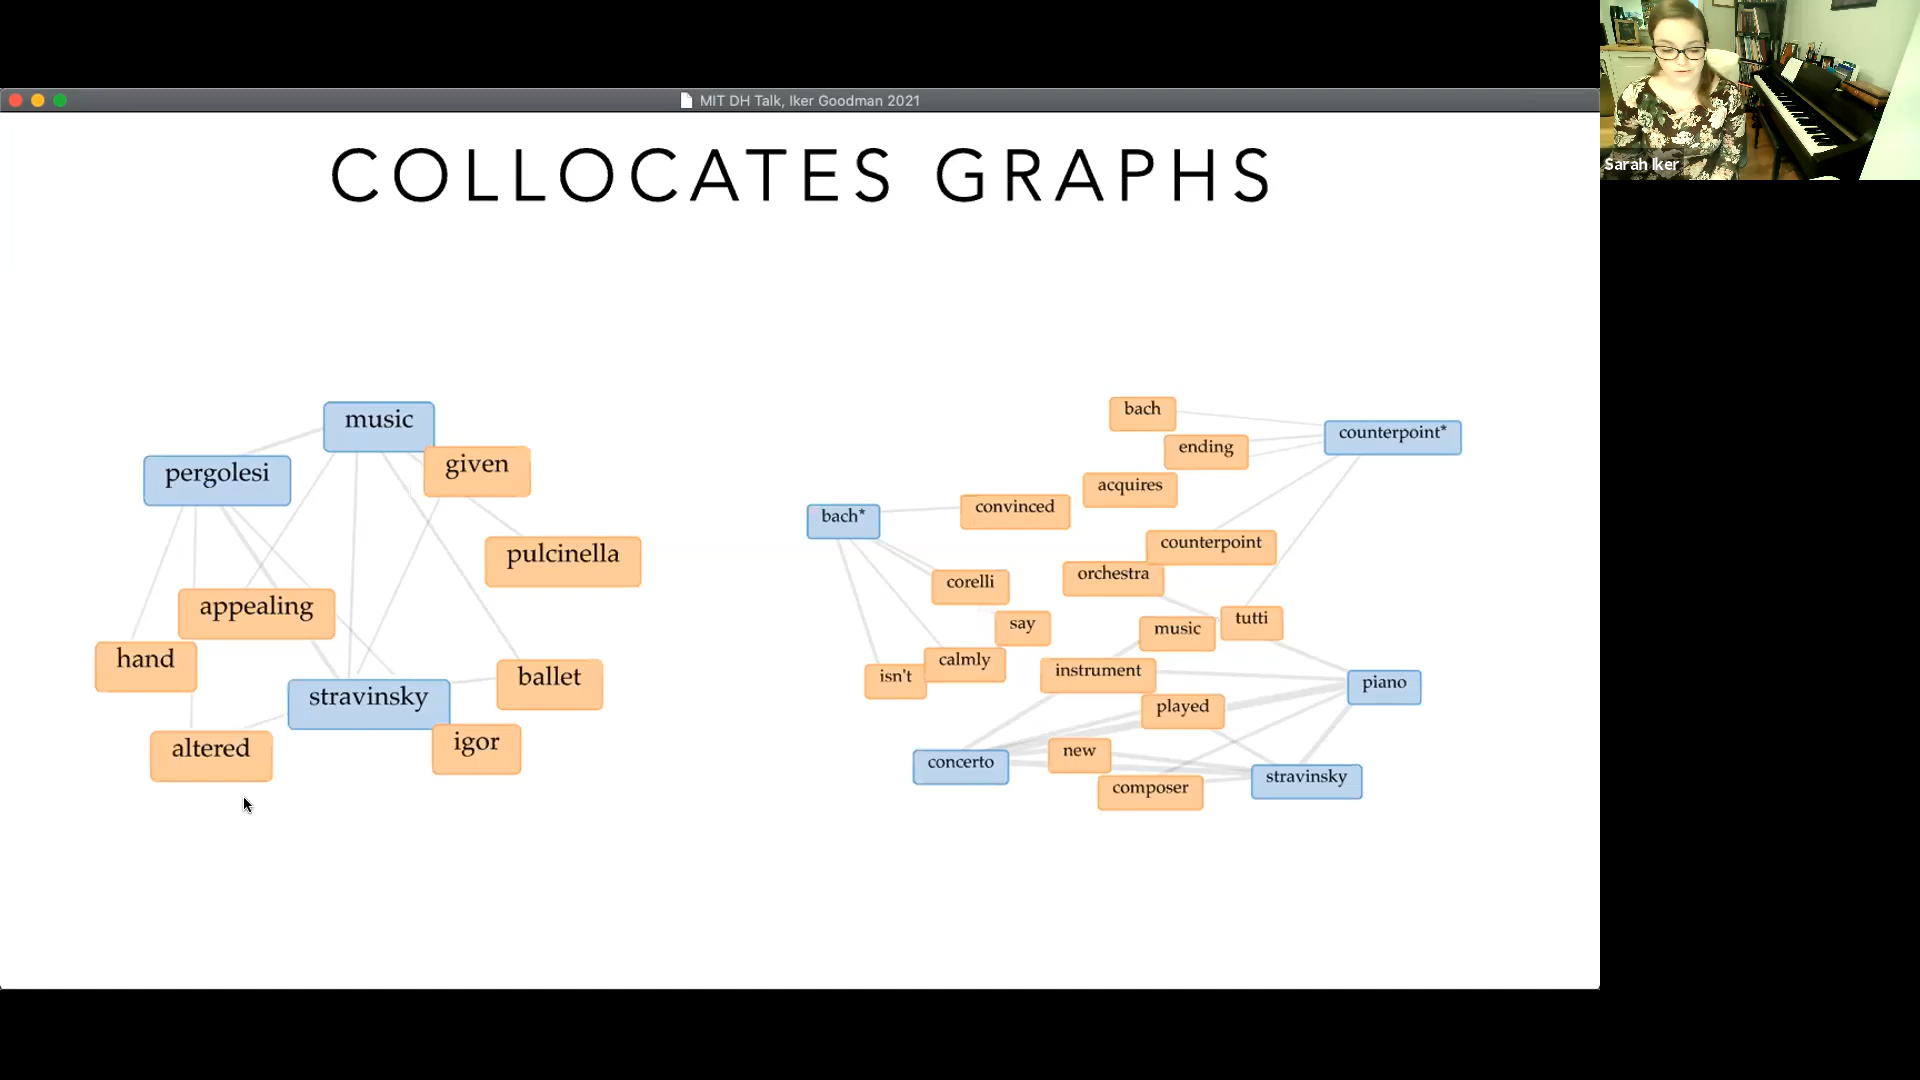 MIT DH Talk, Iker Goodman 2021
Sarah Iker
COLLOCATES GRAPHS
music
given
pergolesi
pulcinella
appealing
hand
ballet
stravinsky
igor
altered
bach
counterpoint*
ending
acquires
convinced
bach*
counterpoint
orchestra
corelli
say
tutti
music
calmly
isn't
instrument
piano
played
new
concerto
composer
stravinsky